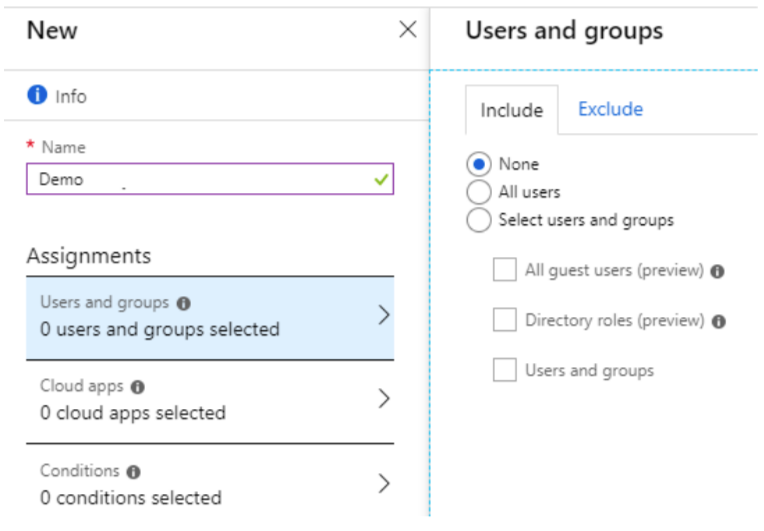 New
Info
* Name
Demo
Assignments
Users and groups
0 users and groups selected
Cloud apps
0 cloud apps selected
Conditions
0 conditions selected
Users and groups
Include
Exclude
None
All users
Select users and groups
All guest users (preview)
Directory roles (preview)
Users and groups